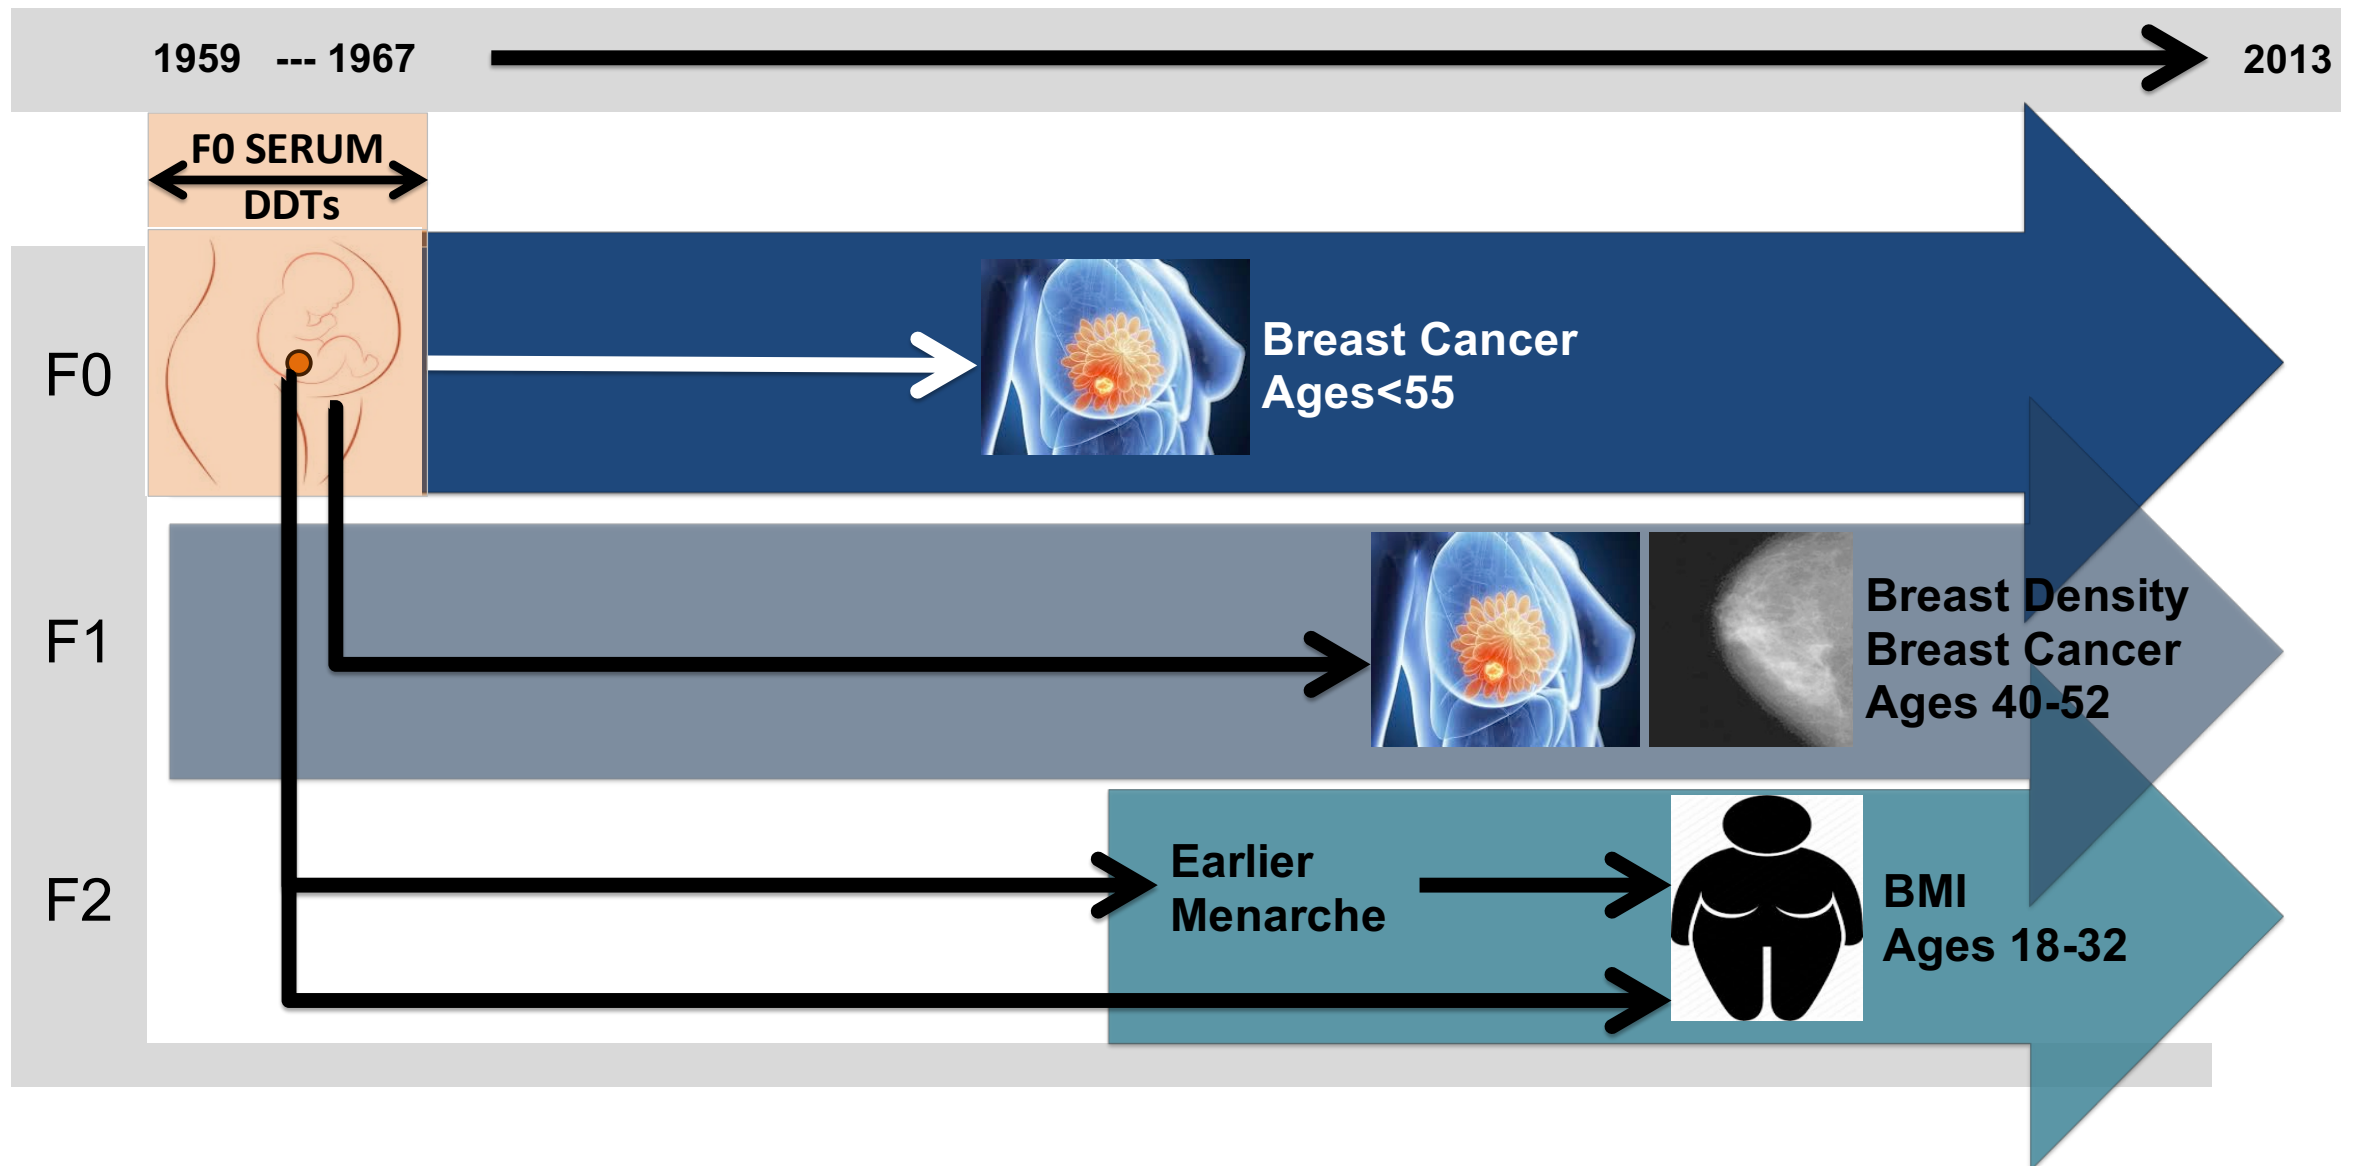 1959 --- 1967 2013
F0 SERUM
DDTs
F0
Breast Cancer
Ages<55
F1
Breast Density
Breast Cancer
Ages 40-52
F2
Earlier
Menarche
BMI
Ages 18-32